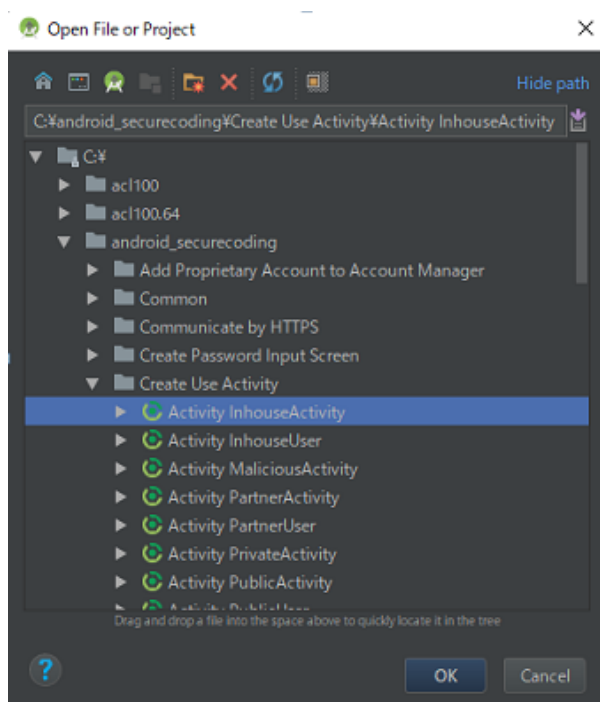 Open File or Project
Hide path
C:¥android_securecoding¥Create Use Activity¥Activity InhouseActivity
C:¥
acl100
acl100.64
android_securecoding
Add Proprietary Account to Account Manager
Common
Communicate by HTTPS
Create Password Input Screen
Create Use Activity
Activity InhouseActivity
Activity InhouseUser
Activity MaliciousActivity
Activity PartnerActivity
Activity PartnerUser
Activity PrivateActivity
Activity PublicActivity
Drag and drop a file into the space above to quickly locate it in the tree
?
OK
Cancel